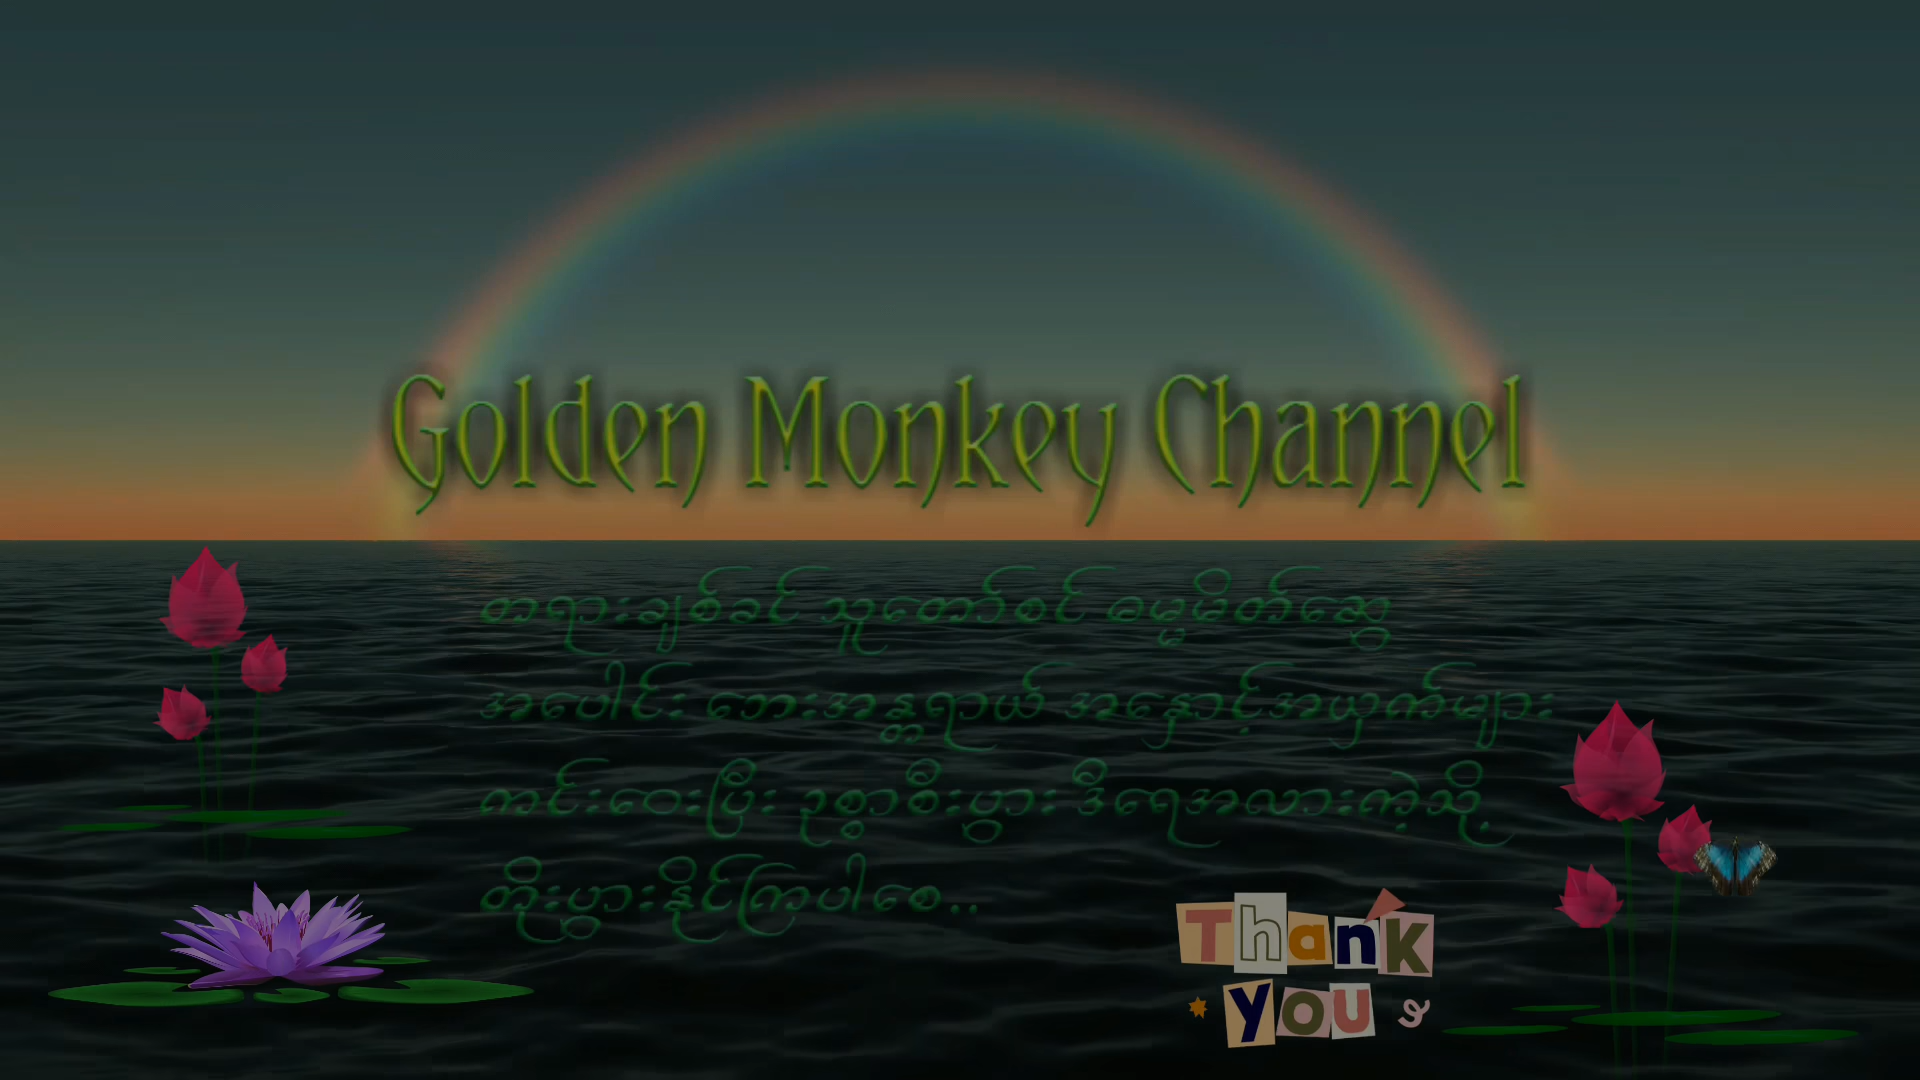 Golden Monkey Channel
တရားချစ်ခင် သူတော်စင် ဓမ္မမိတ်ဆွေ
အပေါင်း ဘေးအန္တရာယ် အနှောင့်အယှက်များ
ကင်းဝေးပြီး ဥစ္စာစီးပွား ဒီရေအလားကဲ့သို့
တိုးပွားနိုင်ကြပါစေ..
Thank
you